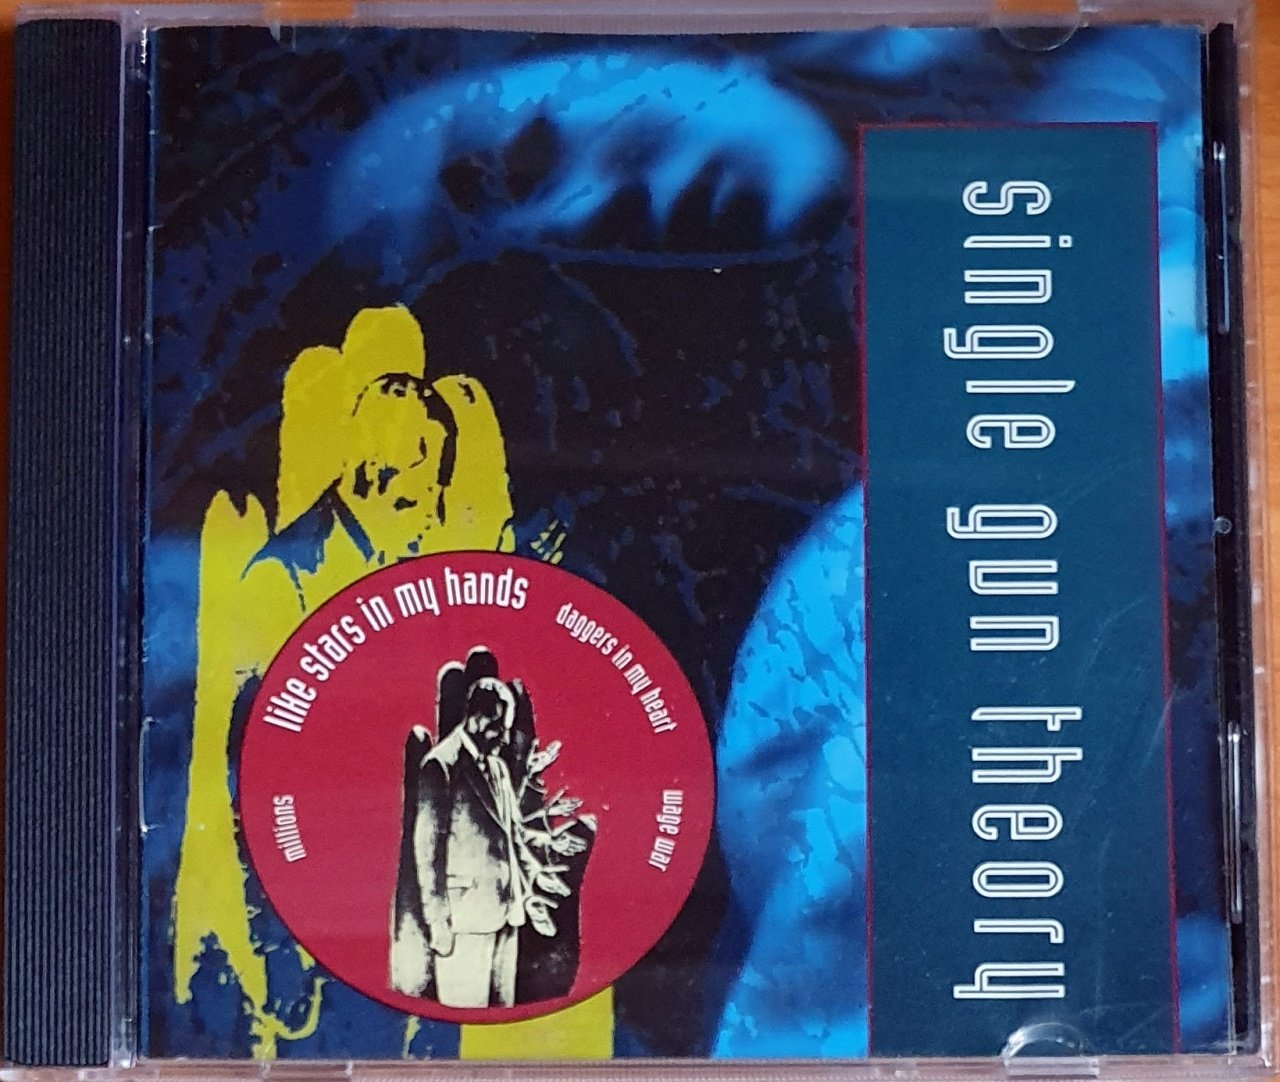 single gun theory
like stars in my hands
daggers in my heart
wage war
millions